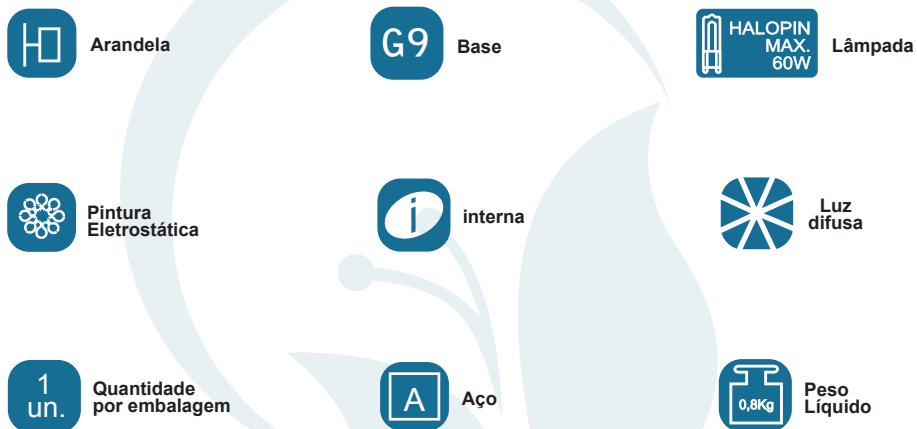 Arandela
G9
Base
HALOPIN
MAX.
60W
Lâmpada
Pintura
Eletrostática
i
interna
Luz
difusa
1
un.
Quantidade
por embalagem
A
Aço
0,8Kg
Peso
Líquido